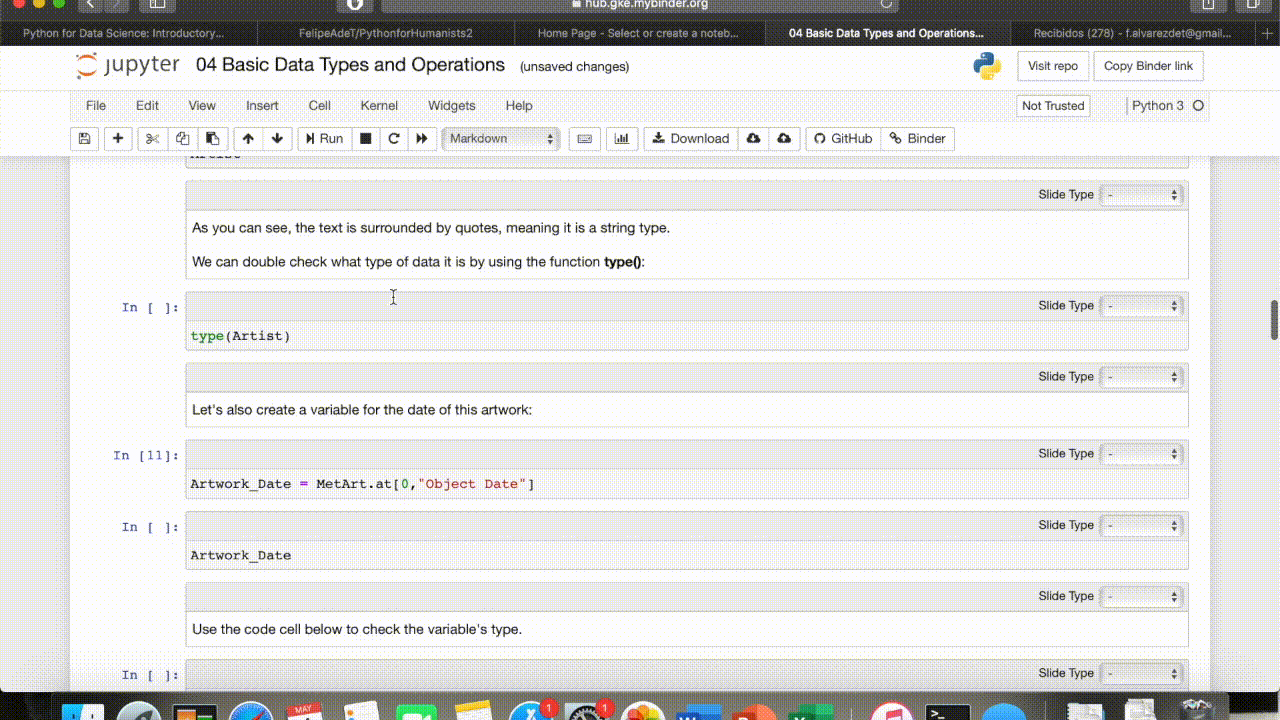 hub.gke.mybinder.org
Python for Data Science: Introductory... FelipeAdeT/PythonforHumanists2 Home Page - Select or create a noteb... 04 Basic Data Types and Operations... Recibidos (278) - f.alvarezdet@gmail....
jupyter 04 Basic Data Types and Operations (unsaved changes) Visit repo Copy Binder link
File Edit View Insert Cell Kernel Widgets Help Not Trusted Python 3
Run Markdown Download GitHub Binder
Artist
Slide Type -
As you can see, the text is surrounded by quotes, meaning it is a string type.
We can double check what type of data it is by using the function type():
In [ ]: Slide Type -
type(Artist)
Slide Type -
Let's also create a variable for the date of this artwork:
In [11]: Slide Type -
Artwork_Date = MetArt.at[0,"Object Date"]
In [ ]: Slide Type -
Artwork_Date
Slide Type -
Use the code cell below to check the variable's type.
In [ ]: Slide Type -
MAY 1 1